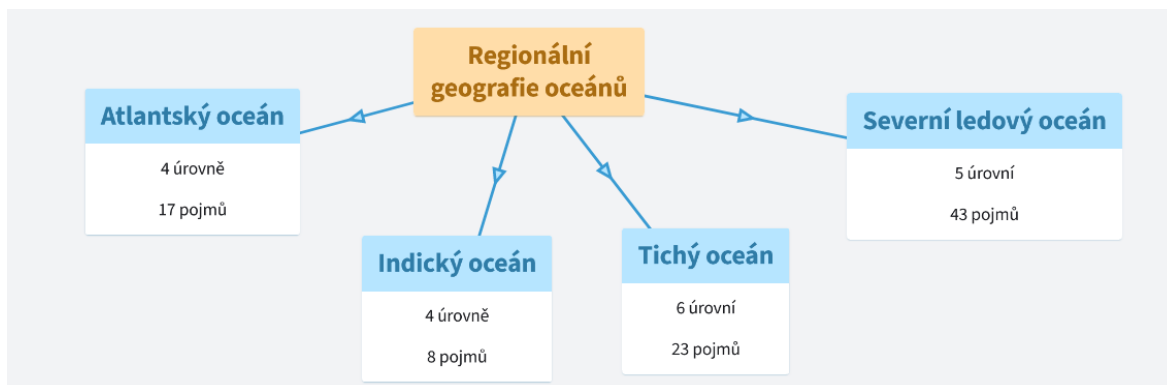 Regionální
geografie oceánů
Atlantský oceán
4 úrovně
17 pojmů
Indický oceán
4 úrovně
8 pojmů
Tichý oceán
6 úrovní
23 pojmů
Severní ledový oceán
5 úrovní
43 pojmů